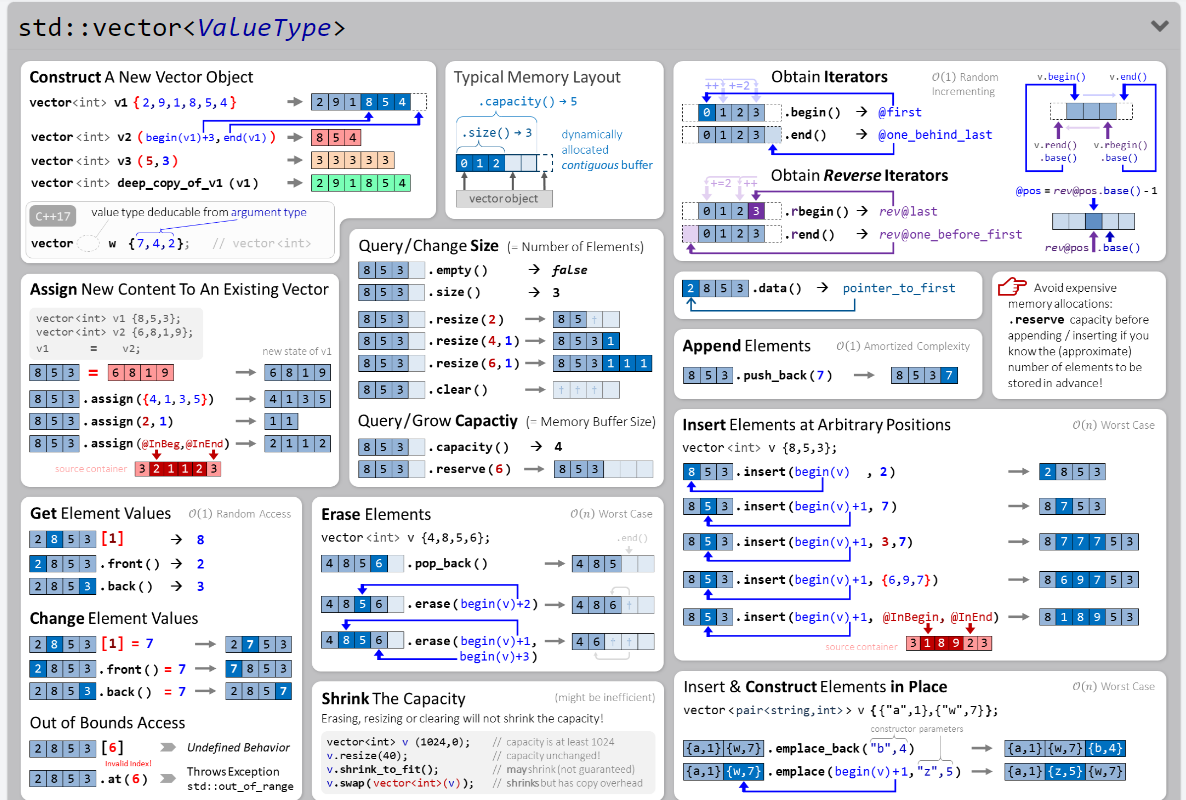 std::vector<ValueType>
Construct A New Vector Object
vector<int> v1 {2,9,1,8,5,4} → 2 9 1 8 5 4
vector<int> v2 (begin(v1)+3, end(v1)) → 8 5 4
vector<int> v3 (5,3) → 3 3 3 3 3
vector<int> deep_copy_of_v1 (v1) → 2 9 1 8 5 4
C++17 value type deducable from argument type
vector w {7,4,2}; // vector<int>
Typical Memory Layout
.capacity() → 5
.size() → 3
0 1 2
dynamically
allocated
contiguous buffer
vector object
Obtain Iterators
O(1) Random
Incrementing
++ +=2
0 1 2 3 .begin() → @first
0 1 2 3 .end() → @one_behind_last
Obtain Reverse Iterators
+=2 ++
0 1 2 3 .rbegin() → rev@last
0 1 2 3 .rend() → rev@one_before_first
v.begin() v.end()
v.rend() v.rbegin()
.base() .base()
@pos = rev@pos.base() - 1
rev@pos .base()
Assign New Content To An Existing Vector
vector<int> v1 {8,5,3};
vector<int> v2 {6,8,1,9};
v1 = v2;
new state of v1
8 5 3 = 6 8 1 9 → 6 8 1 9
8 5 3 .assign({4,1,3,5}) → 4 1 3 5
8 5 3 .assign(2,1) → 1 1
8 5 3 .assign(@InBeg,@InEnd) → 2 1 1 2
source container 3 2 1 1 2 3
Query/Change Size (= Number of Elements)
8 5 3 .empty() → false
8 5 3 .size() → 3
8 5 3 .resize(2) → 8 5 †
8 5 3 .resize(4,1) → 8 5 3 1
8 5 3 .resize(6,1) → 8 5 3 1 1 1
8 5 3 .clear() → † † †
Query/Grow Capactiy (= Memory Buffer Size)
8 5 3 .capacity() → 4
8 5 3 .reserve(6) → 8 5 3
2 8 5 3 .data() → pointer_to_first
Avoid expensive
memory allocations:
.reserve capacity before
appending / inserting if you
know the (approximate)
number of elements to be
stored in advance!
Append Elements O(1) Amortized Complexity
8 5 3 .push_back(7) → 8 5 3 7
Insert Elements at Arbitrary Positions O(n) Worst Case
vector<int> v {8,5,3};
8 5 3 .insert(begin(v) , 2) → 2 8 5 3
8 5 3 .insert(begin(v)+1, 7) → 8 7 5 3
8 5 3 .insert(begin(v)+1, 3,7) → 8 7 7 7 5 3
8 5 3 .insert(begin(v)+1, {6,9,7}) → 8 6 9 7 5 3
8 5 3 .insert(begin(v)+1, @InBegin, @InEnd) → 8 1 8 9 5 3
source container 3 1 8 9 2 3
Get Element Values O(1) Random Access
2 8 5 3 [1] → 8
2 8 5 3 .front() → 2
2 8 5 3 .back() → 3
Change Element Values
2 8 5 3 [1] = 7 → 2 7 5 3
2 8 5 3 .front() = 7 → 7 8 5 3
2 8 5 3 .back() = 7 → 2 8 5 7
Out of Bounds Access
2 8 5 3 [6] Undefined Behavior
Invalid Index!
2 8 5 3 .at(6) Throws Exception
std::out_of_range
Erase Elements O(n) Worst Case
vector<int> v {4,8,5,6};
.end()
4 8 5 6 .pop_back() → 4 8 5
4 8 5 6 .erase(begin(v)+2) → 4 8 6 †
4 8 5 6 .erase(begin(v)+1, → 4 6 † †
begin(v)+3)
Shrink The Capacity (might be inefficient)
Erasing, resizing or clearing will not shrink the capacity!
vector<int> v (1024,0); // capacity is at least 1024
v.resize(40); // capacity unchanged!
v.shrink_to_fit(); // may shrink (not guaranteed)
v.swap(vector<int>(v)); // shrinks but has copy overhead
Insert & Construct Elements in Place O(n) Worst Case
vector<pair<string,int>> v {{"a",1},{"w",7}};
constructor parameters
{a,1} {w,7} .emplace_back("b",4) → {a,1} {w,7} {b,4}
{a,1} {w,7} .emplace(begin(v)+1,"z",5) → {a,1} {z,5} {w,7}